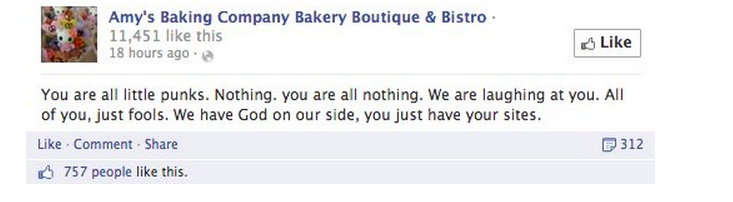 Amy's Baking Company Bakery Boutique & Bistro ·
11,451 like this
18 hours ago ·
Like
You are all little punks. Nothing. you are all nothing. We are laughing at you. All
of you, just fools. We have God on our side, you just have your sites.
Like · Comment · Share 312
757 people like this.